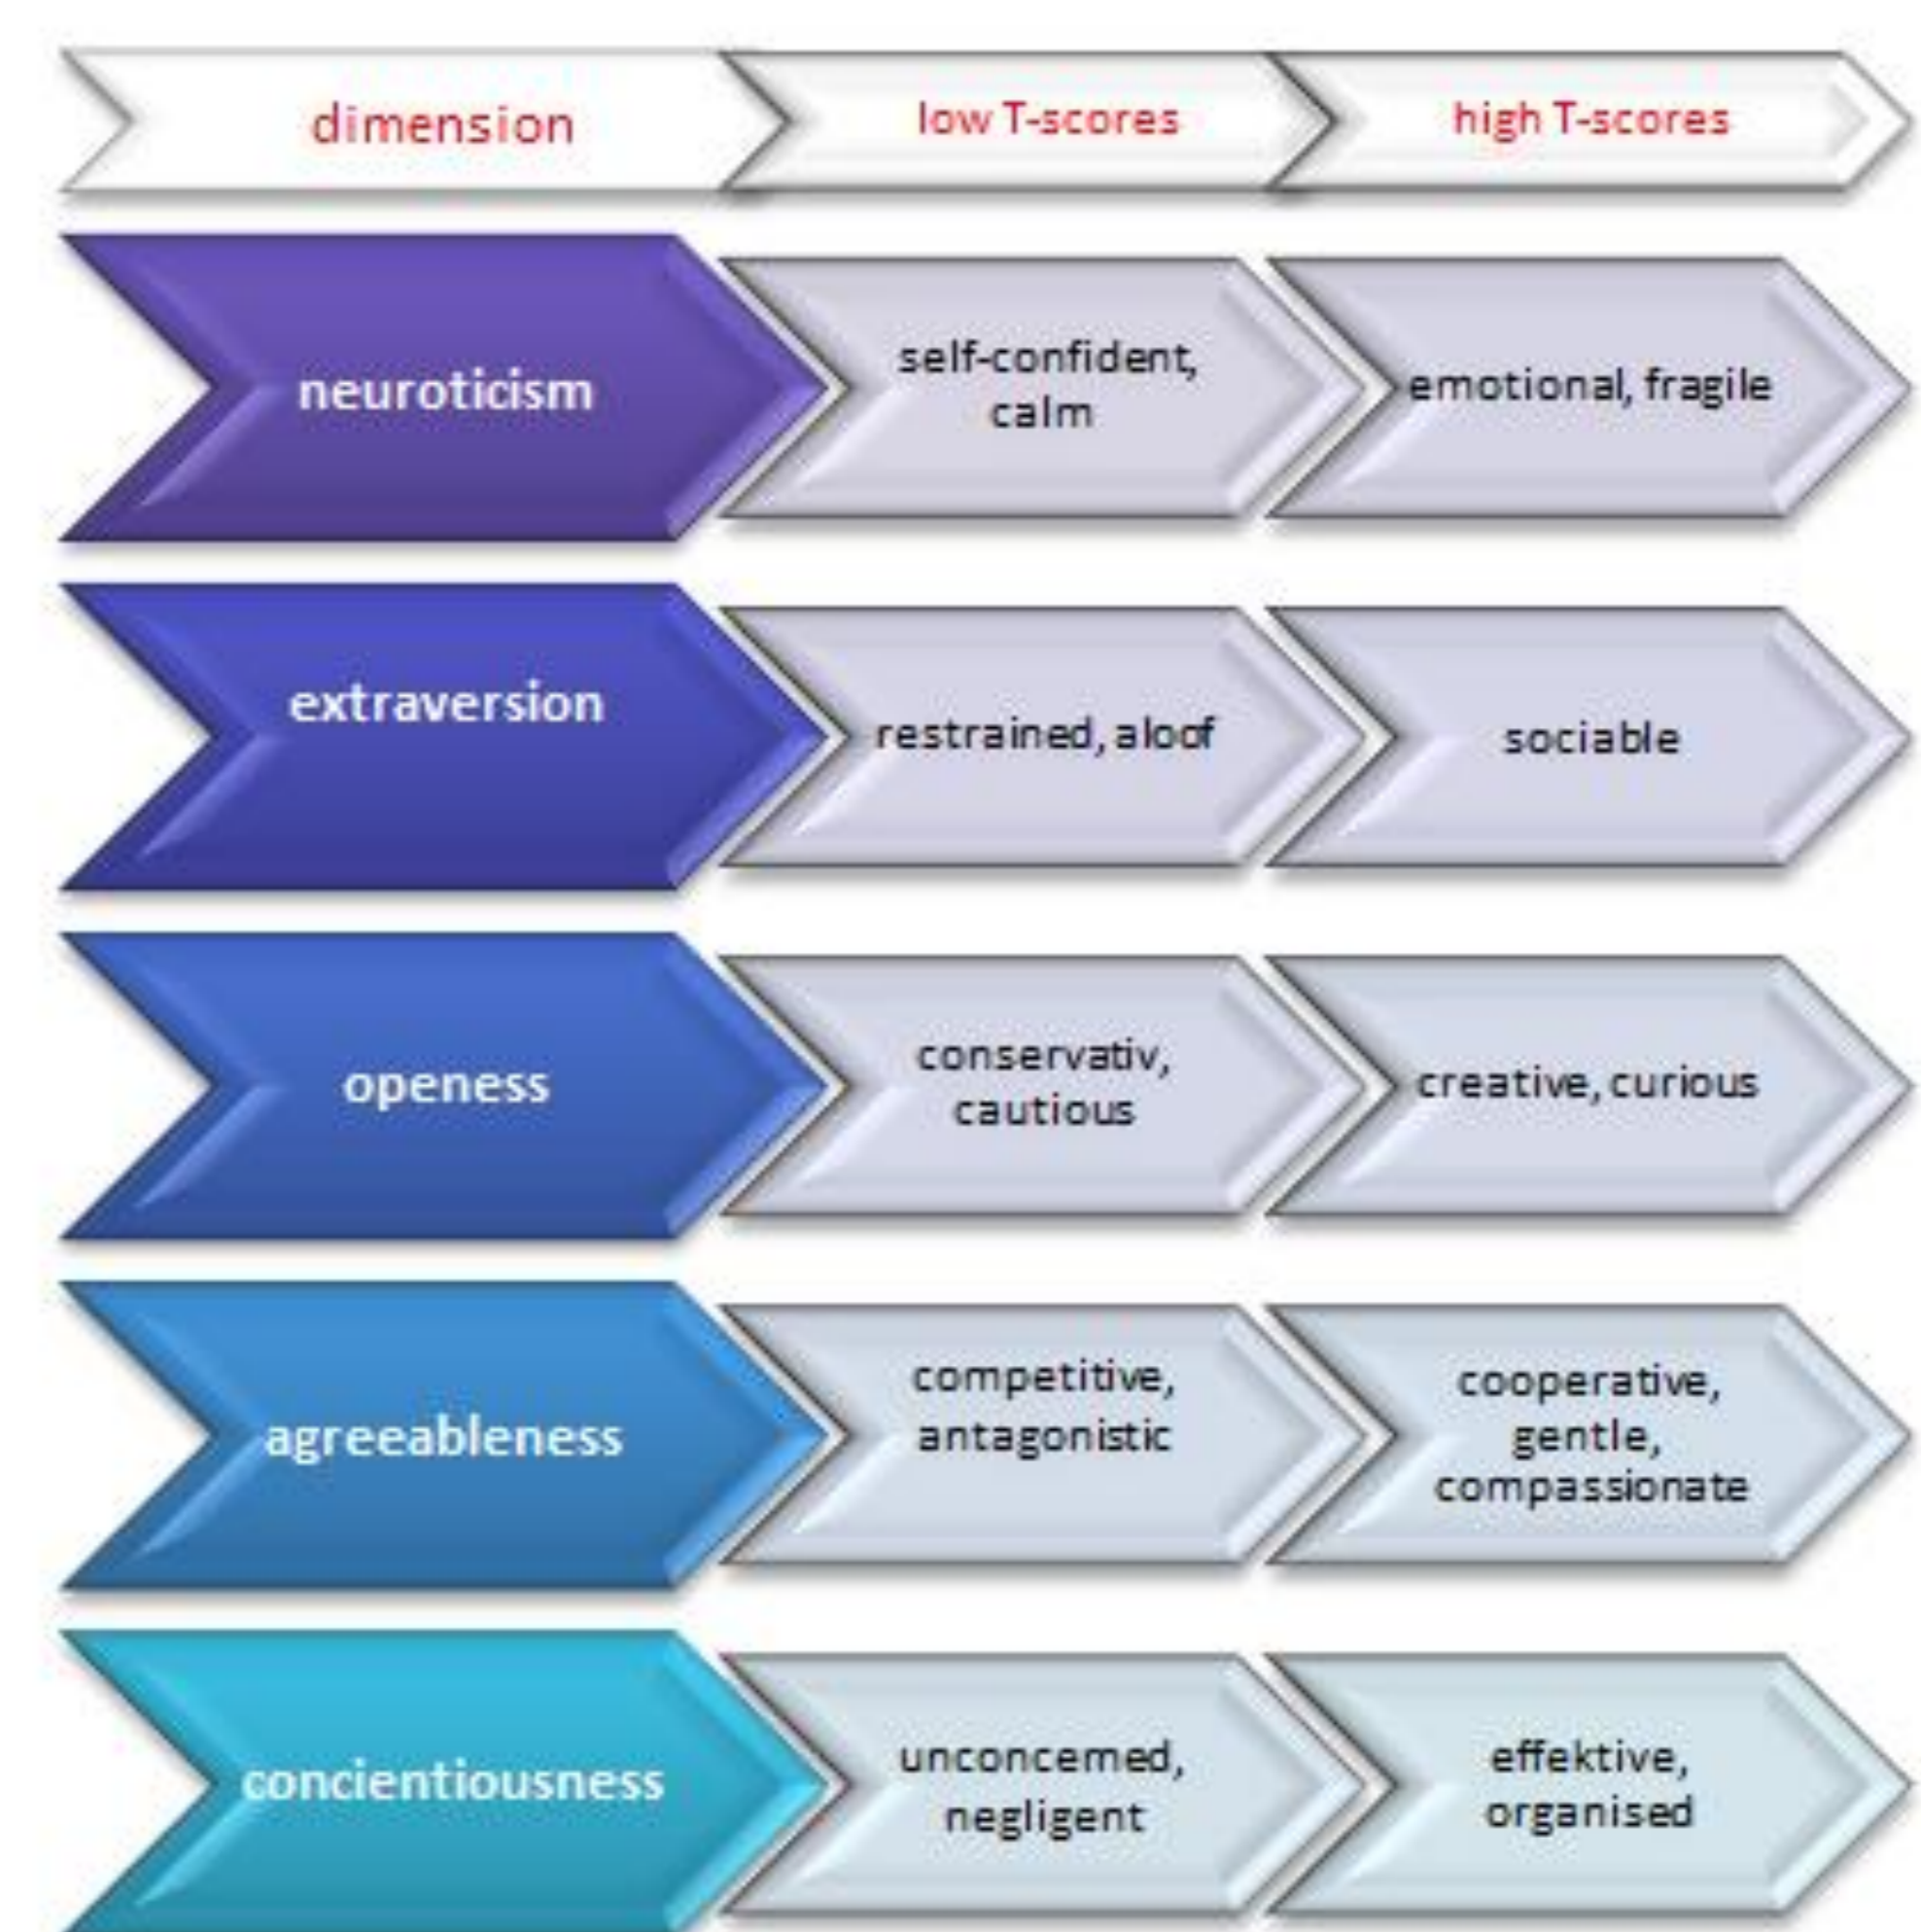 dimension
low T-scores
high T-scores
neuroticism
self-confident,
calm
emotional, fragile
extraversion
restrained, aloof
sociable
openess
conservativ,
cautious
creative, curious
agreeableness
competitive,
antagonistic
cooperative,
gentle,
compassionate
concientiousness
unconcerned,
negligent
effektive,
organised